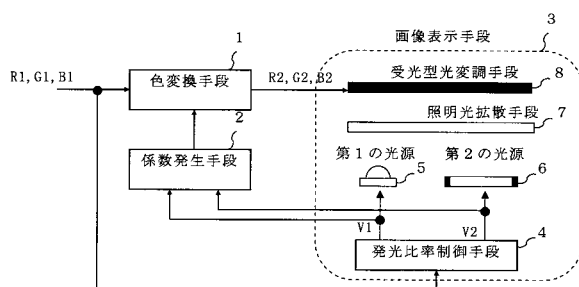 画像表示手段
3
1
R1,G1,B1
色変換手段
R2,G2,B2
受光型光変調手段
8
2
照明光拡散手段
7
係数発生手段
第1の光源
5
第2の光源
6
V1
V2
発光比率制御手段
4